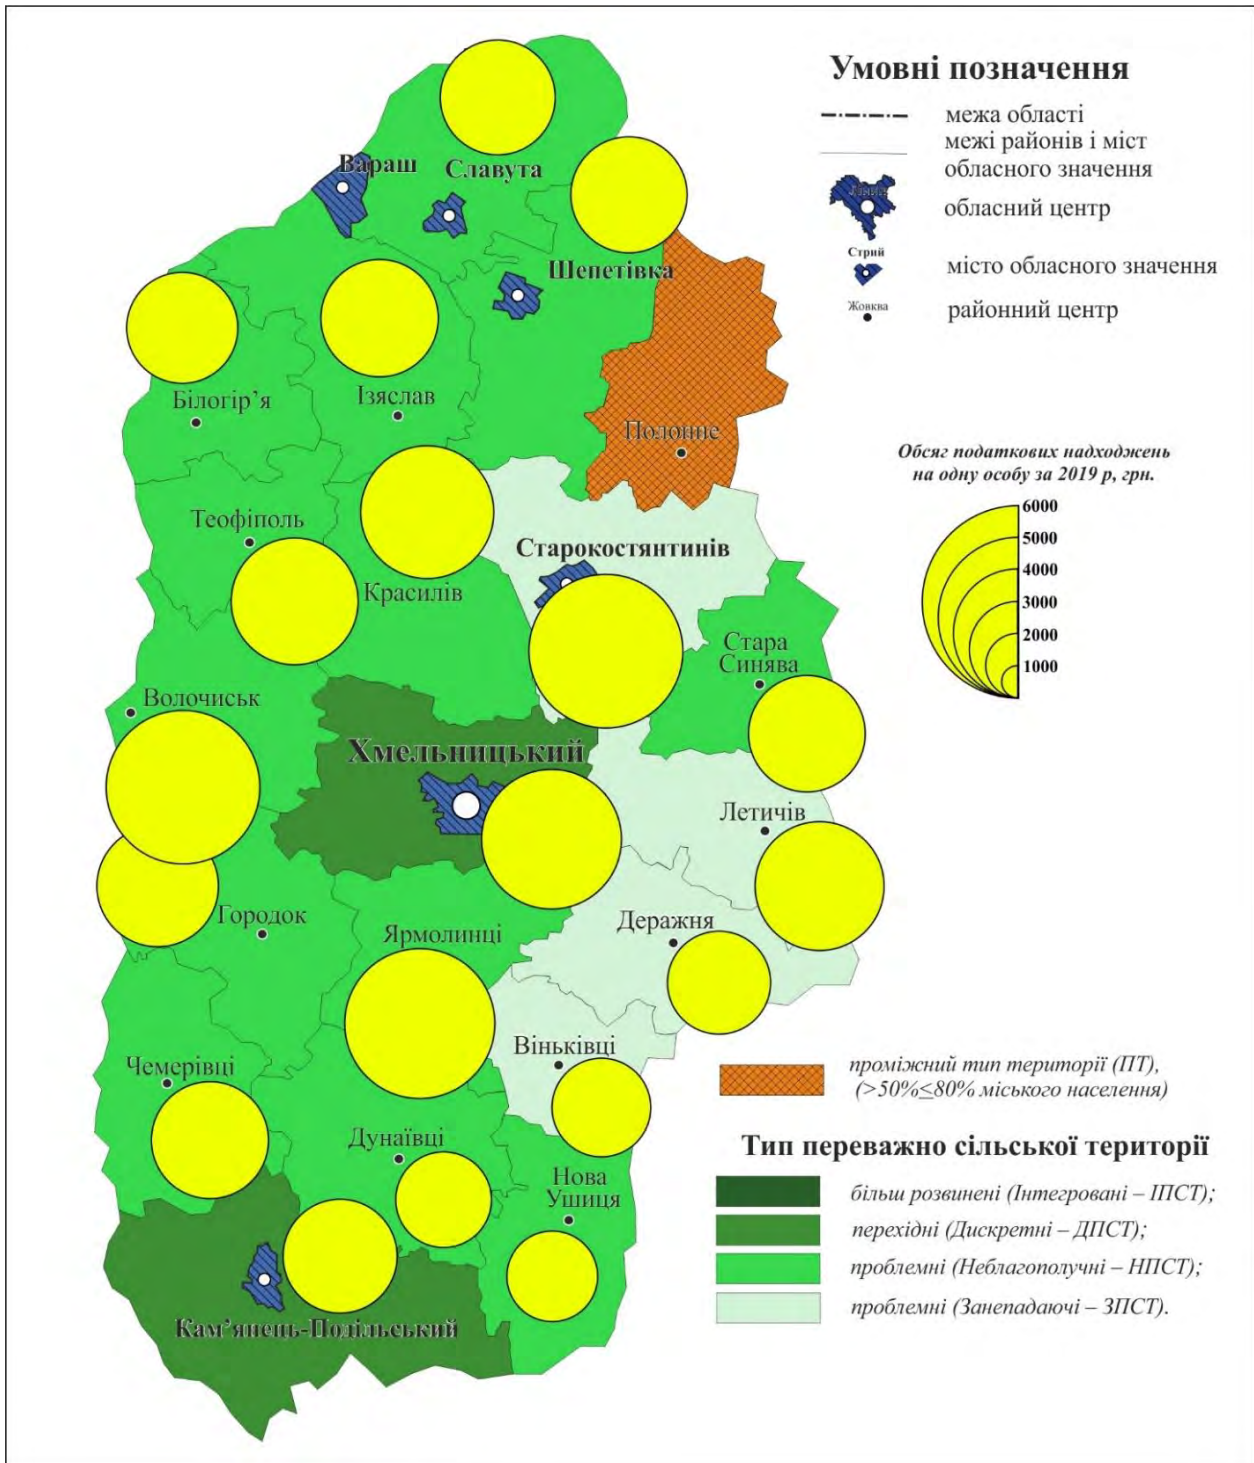 Умовні позначення
межа області
межі районів і міст
обласного значення
обласний центр
Стрий
місто обласного значення
Жовква
районний центр
Вараш
Славута
Шепетівка
Білогір’я
Ізяслав
Полонне
Теофіполь
Красилів
Старокостянтинів
Стара
Синява
Волочиськ
Хмельницький
Летичів
Городок
Ярмолинці
Деражня
Віньківці
Чемерівці
Дунаївці
Нова
Ушиця
Кам’янець-Подільський
Обсяг податкових надходжень
на одну особу за 2019 р, грн.
6000
5000
4000
3000
2000
1000
проміжний тип території (ПТ),
(>50%≤80% міського населення)
Тип переважно сільської території
більш розвинені (Інтегровані – ІПСТ);
перехідні (Дискретні – ДПСТ);
проблемні (Неблагополучні – НПСТ);
проблемні (Занепадаючі – ЗПСТ).